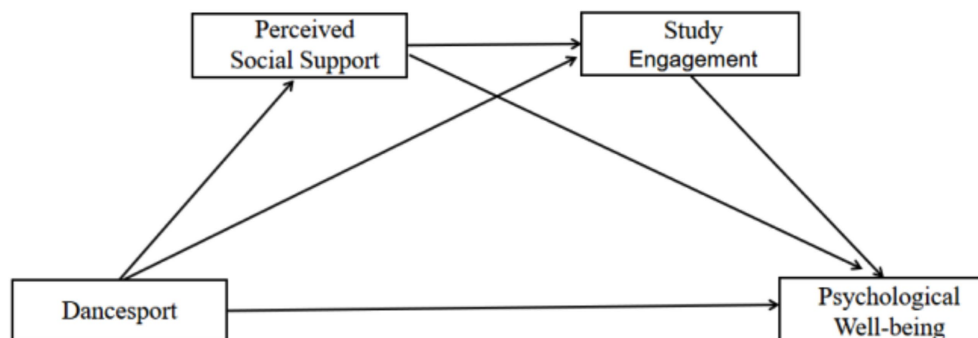 Perceived
Social Support
Study
Engagement
Dancesport
Psychological
Well-being